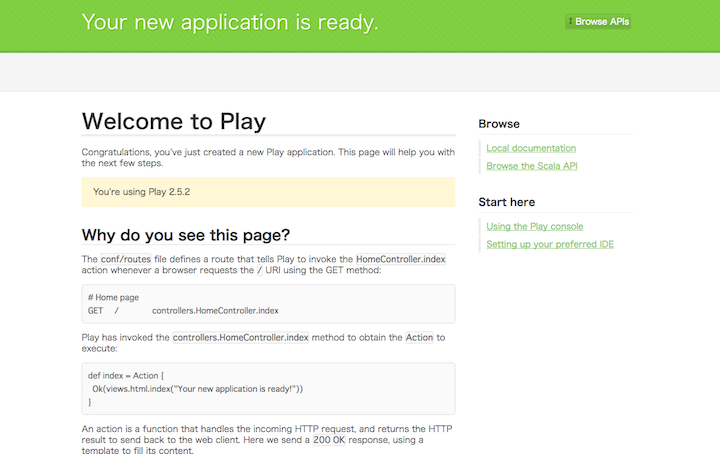 Your new application is ready.
Browse APIs
Welcome to Play
Congratulations, you've just created a new Play application. This page will help you with
the next few steps.
You're using Play 2.5.2
Why do you see this page?
The conf/routes file defines a route that tells Play to invoke the HomeController.index
action whenever a browser requests the / URI using the GET method:
# Home page
GET / controllers.HomeController.index
Play has invoked the controllers.HomeController.index method to obtain the Action to
execute:
def index = Action {
Ok(views.html.index("Your new application is ready!"))
}
An action is a function that handles the incoming HTTP request, and returns the HTTP
result to send back to the web client. Here we send a 200 OK response, using a
template to fill its content.
Browse
Local documentation
Browse the Scala API
Start here
Using the Play console
Setting up your preferred IDE